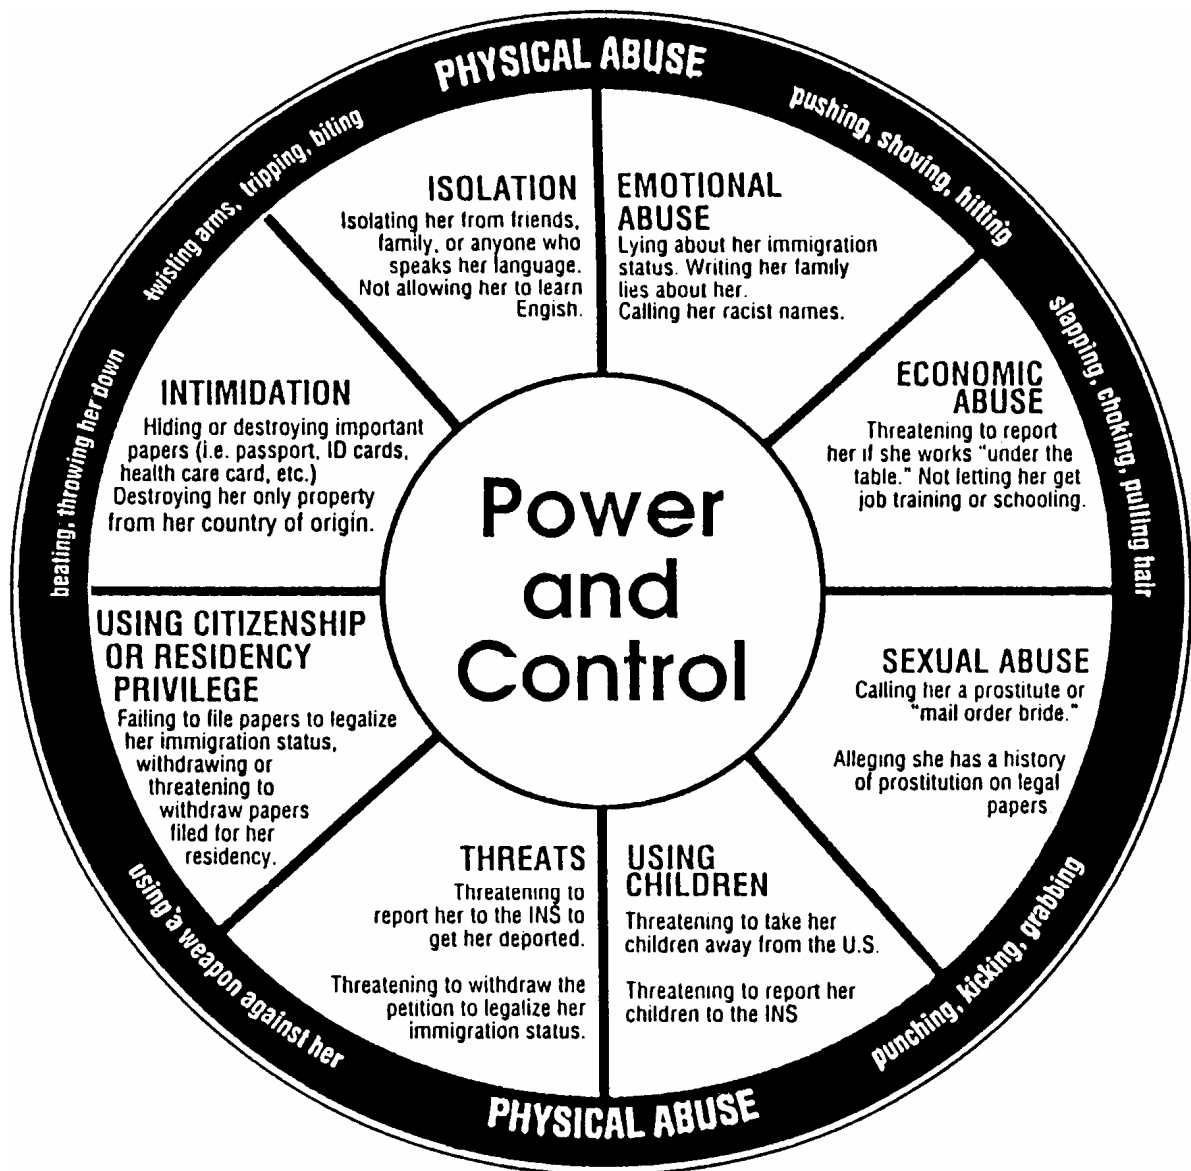 PHYSICAL ABUSE
pushing, shoving, hitting
slapping, choking, pulling hair
punching, kicking, grabbing
PHYSICAL ABUSE
using a weapon against her
beating, throwing her down
twisting arms, tripping, biting
ISOLATION
Isolating her from friends,
family, or anyone who
speaks her language.
Not allowing her to learn
Engish.
EMOTIONAL
ABUSE
Lying about her immigration
status. Writing her family
lies about her.
Calling her racist names.
ECONOMIC
ABUSE
Threatening to report
her if she works "under the
table." Not letting her get
job training or schooling.
SEXUAL ABUSE
Calling her a prostitute or
"mail order bride."
Alleging she has a history
of prostitution on legal
papers.
USING
CHILDREN
Threatening to take her
children away from the U.S.
Threatening to report her
children to the INS
THREATS
Threatening to
report her to the INS to
get her deported.
Threatening to withdraw the
petition to legalize her
immigration status.
USING CITIZENSHIP
OR RESIDENCY
PRIVILEGE
Failing to file papers to legalize
her immigration status,
withdrawing or
threatening to
withdraw papers
filed for her
residency.
INTIMIDATION
Hiding or destroying important
papers (i.e. passport, ID cards,
health care card, etc.)
Destroying her only property
from her country of origin.
Power
and
Control